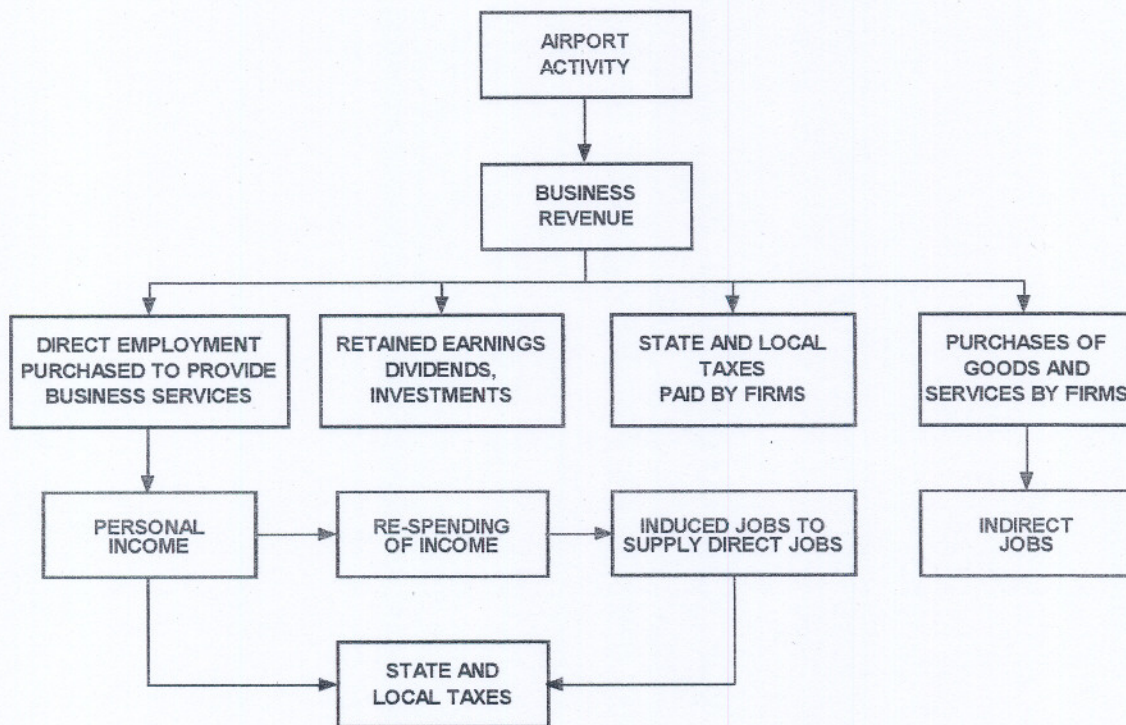 AIRPORT
ACTIVITY
BUSINESS
REVENUE
DIRECT EMPLOYMENT
PURCHASED TO PROVIDE
BUSINESS SERVICES
RETAINED EARNINGS
DIVIDENDS,
INVESTMENTS
STATE AND LOCAL
TAXES
PAID BY FIRMS
PURCHASES OF
GOODS AND
SERVICES BY FIRMS
PERSONAL
INCOME
RE-SPENDING
OF INCOME
INDUCED JOBS TO
SUPPLY DIRECT JOBS
INDIRECT
JOBS
STATE AND
LOCAL TAXES